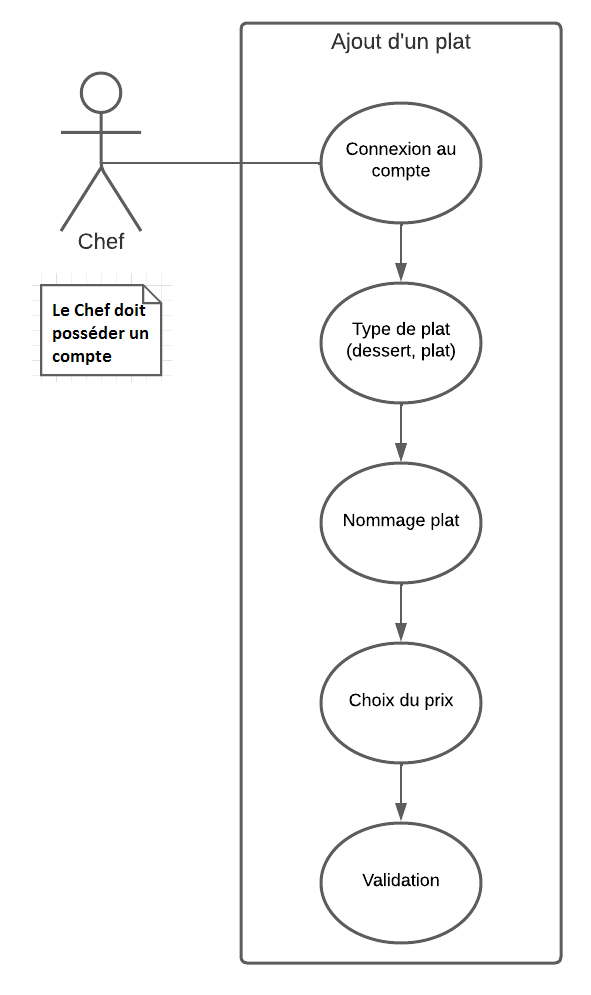 Ajout d'un plat
Connexion au
compte
Chef
Le Chef doit
posséder un
compte
Type de plat
(dessert, plat)
Nommage plat
Choix du prix
Validation